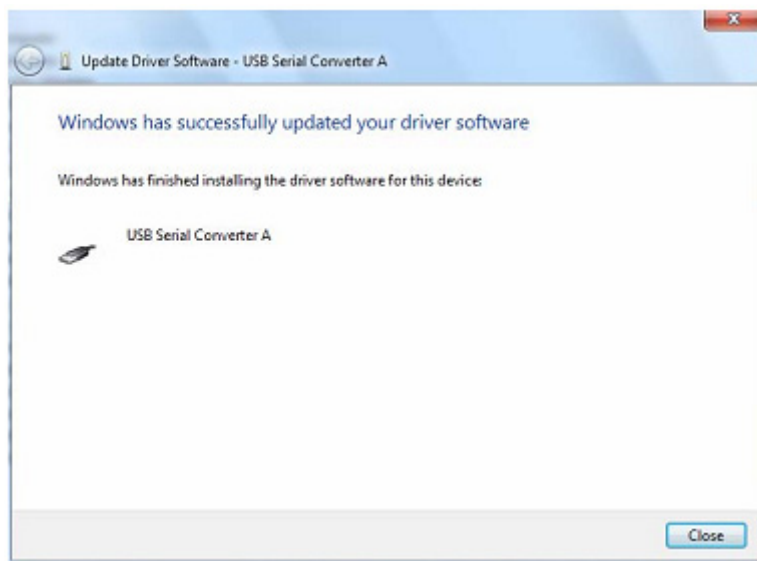 Update Driver Software - USB Serial Converter A
Windows has successfully updated your driver software
Windows has finished installing the driver software for this device:
USB Serial Converter A
Close